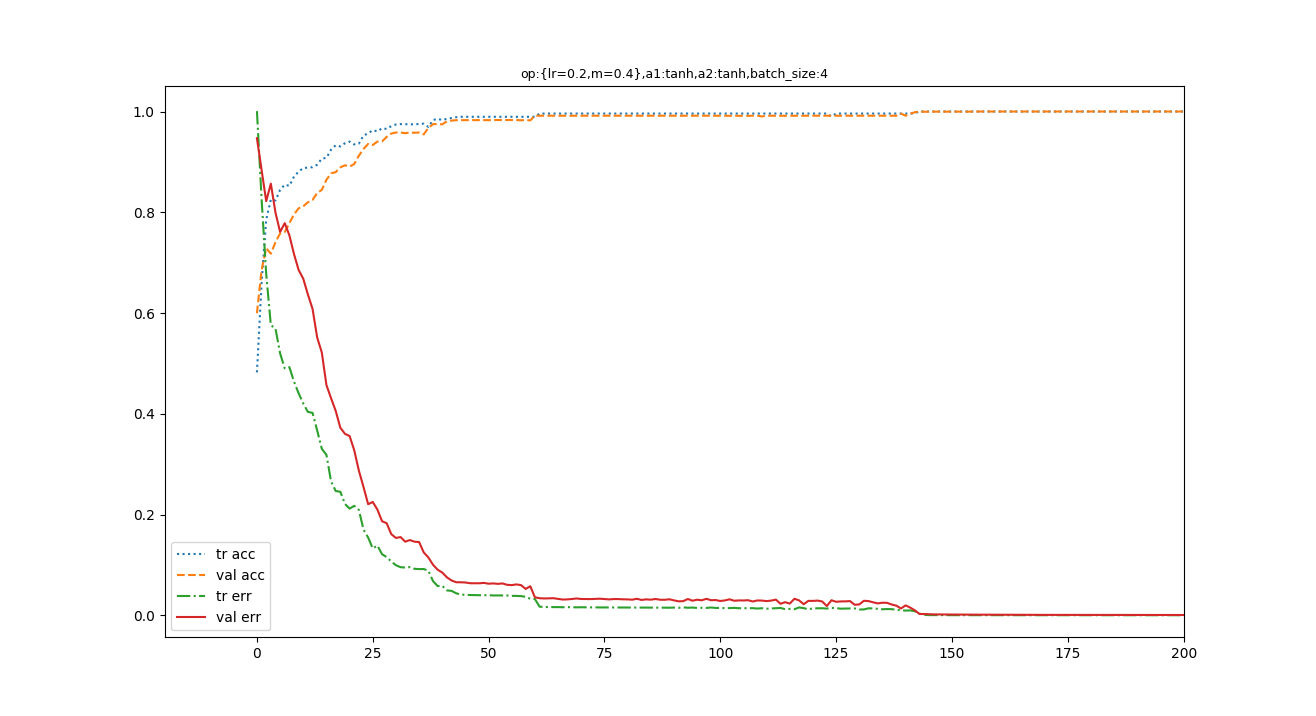 op:{lr=0.2,m=0.4},a1:tanh,a2:tanh,batch_size:4
1.0
0.8
0.6
0.4
0.2
0.0
tr acc
val acc
tr err
val err
0 25 50 75 100 125 150 175 200